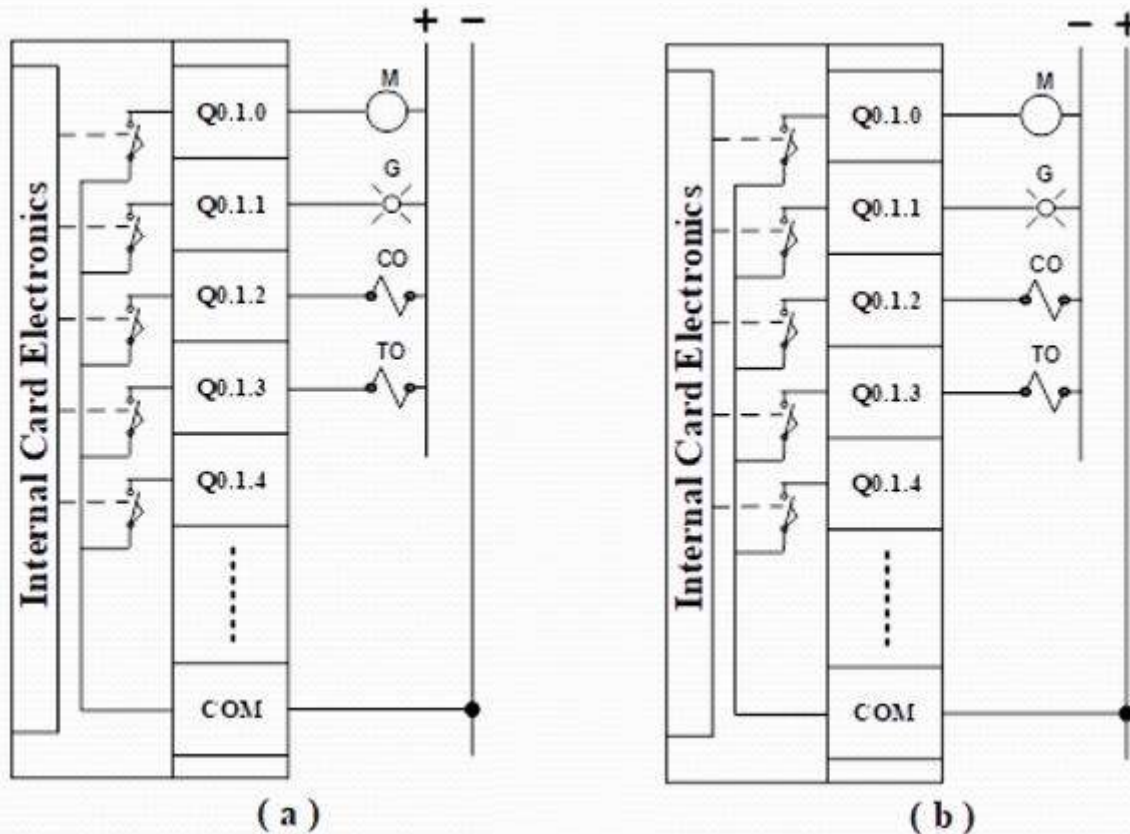 + −
Internal Card Electronics
M
Q0.1.0
G
Q0.1.1
CO
Q0.1.2
TO
Q0.1.3
Q0.1.4
COM
( a )
− +
Internal Card Electronics
M
Q0.1.0
G
Q0.1.1
CO
Q0.1.2
TO
Q0.1.3
Q0.1.4
COM
( b )